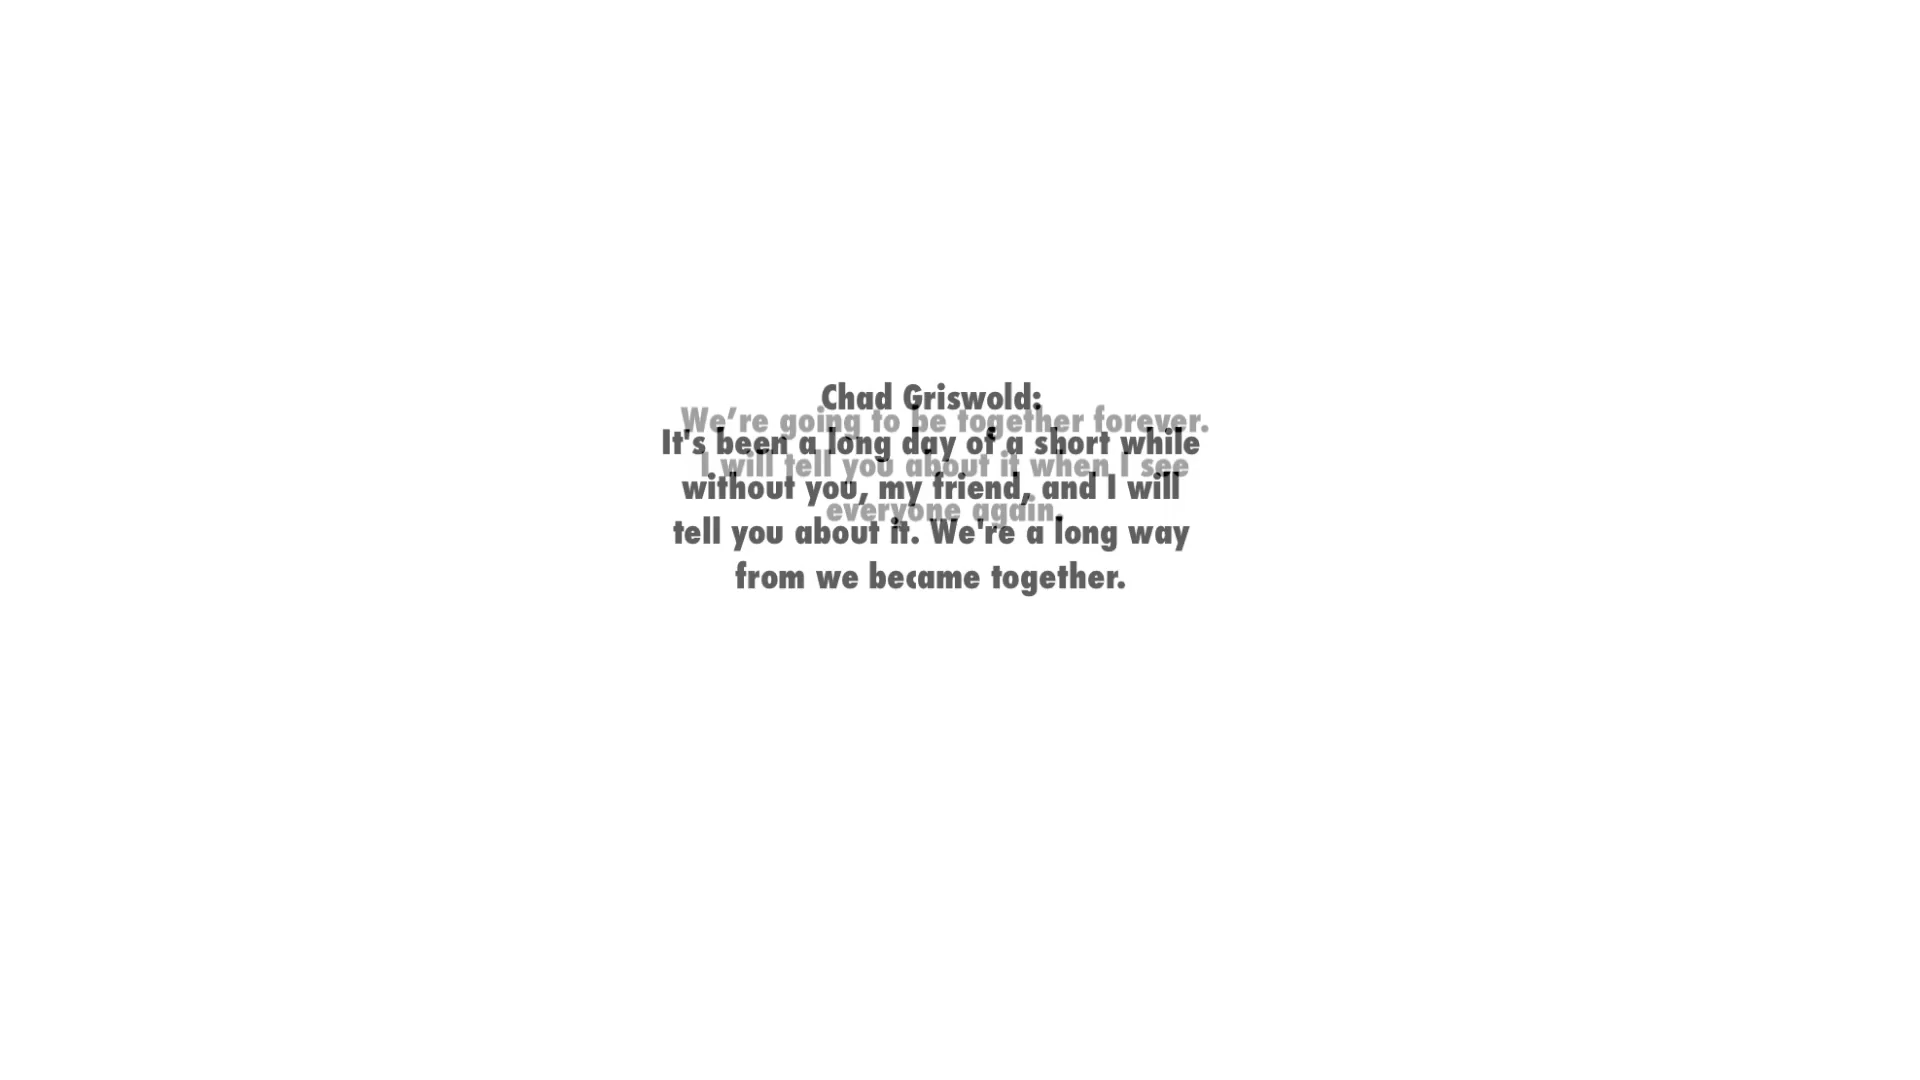 Chad Griswold:
It's been a long day of a short while
without you, my friend, and I will
tell you about it. We're a long way
from we became together.
We’re going to be together forever.
I will tell you about it when I see
everyone again.